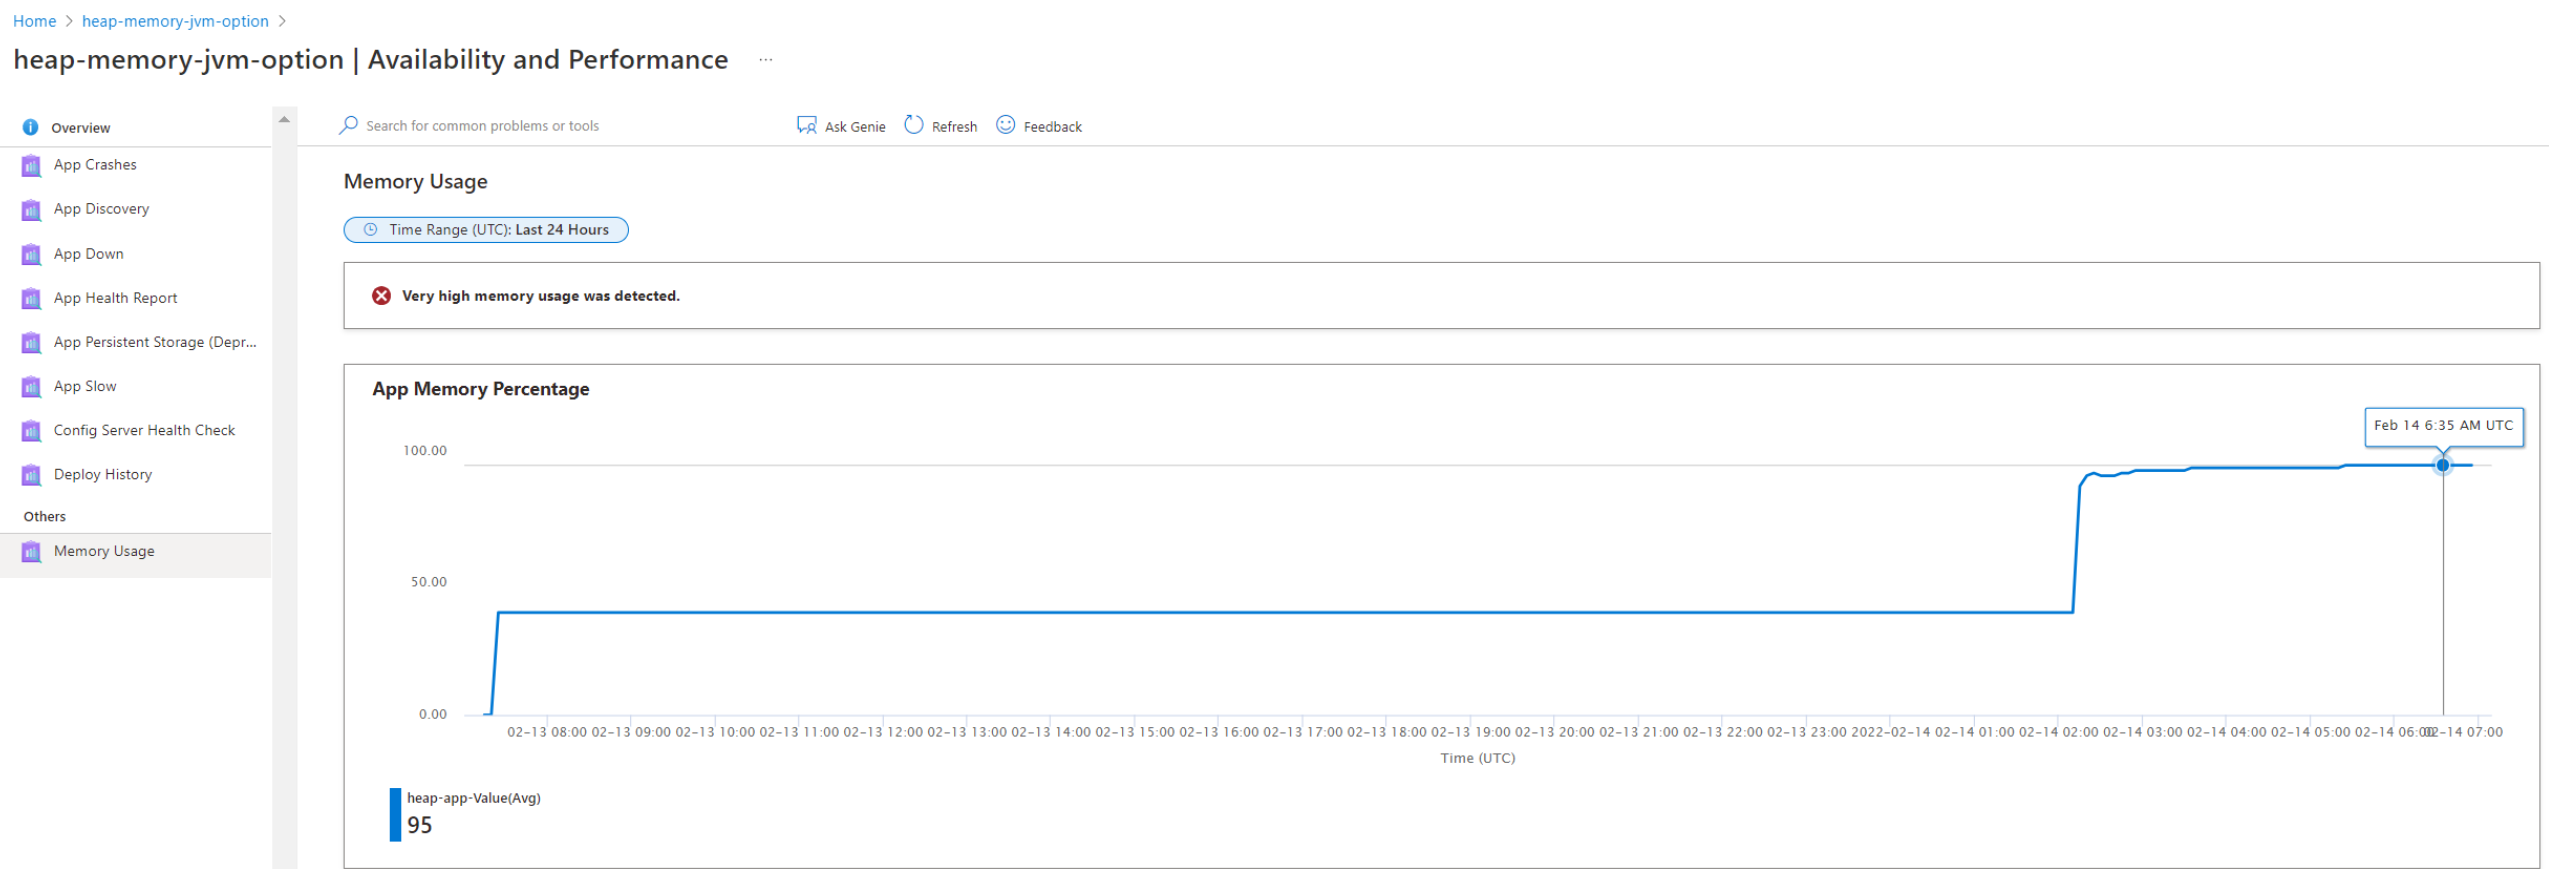 Home > heap-memory-jvm-option >
heap-memory-jvm-option | Availability and Performance ...
Overview
App Crashes
App Discovery
App Down
App Health Report
App Persistent Storage (Depr...
App Slow
Config Server Health Check
Deploy History
Others
Memory Usage
Search for common problems or tools
Ask Genie
Refresh
Feedback
Memory Usage
Time Range (UTC): Last 24 Hours
Very high memory usage was detected.
App Memory Percentage
Feb 14 6:35 AM UTC
100.00
50.00
0.00
02-13 08:00 02-13 09:00 02-13 10:00 02-13 11:00 02-13 12:00 02-13 13:00 02-13 14:00 02-13 15:00 02-13 16:00 02-13 17:00 02-13 18:00 02-13 19:00 02-13 20:00 02-13 21:00 02-13 22:00 02-13 23:00 2022-02-14 02-14 01:00 02-14 02:00 02-14 03:00 02-14 04:00 02-14 05:00 02-14 06:00 02-14 07:00
Time (UTC)
heap-app-Value(Avg)
95